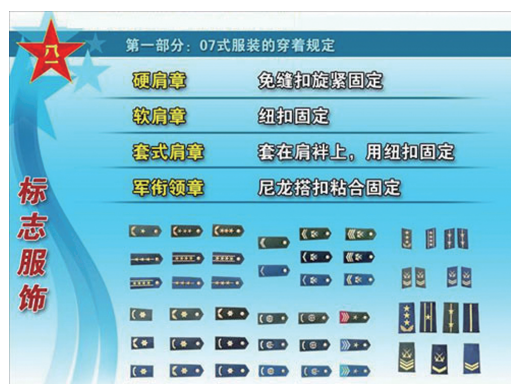 八一
第一部分：07式服装的穿着规定
硬肩章 免缝扣旋紧固定
软肩章 纽扣固定
套式肩章 套在肩袢上，用纽扣固定
军衔领章 尼龙搭扣粘合固定
标志服饰